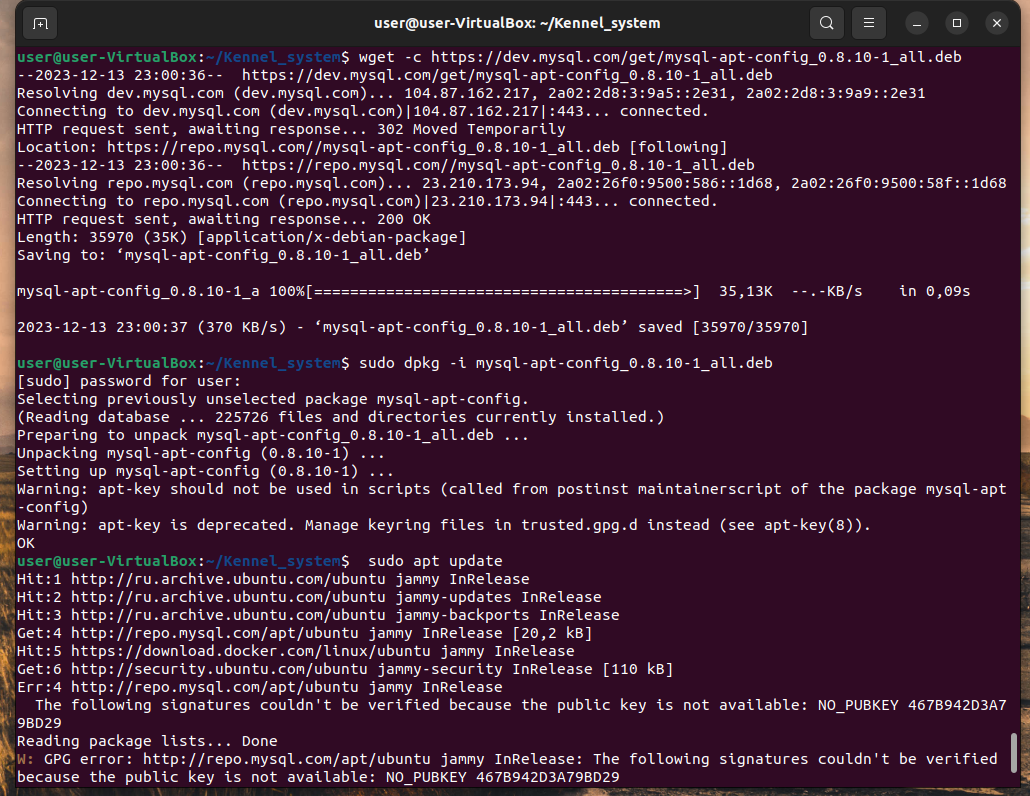 user@user-VirtualBox: ~/Kennel_system
user@user-VirtualBox:~/Kennel_system$ wget -c https://dev.mysql.com/get/mysql-apt-config_0.8.10-1_all.deb
--2023-12-13 23:00:36--  https://dev.mysql.com/get/mysql-apt-config_0.8.10-1_all.deb
Resolving dev.mysql.com (dev.mysql.com)... 104.87.162.217, 2a02:2d8:3:9a5::2e31, 2a02:2d8:3:9a9::2e31
Connecting to dev.mysql.com (dev.mysql.com)|104.87.162.217|:443... connected.
HTTP request sent, awaiting response... 302 Moved Temporarily
Location: https://repo.mysql.com//mysql-apt-config_0.8.10-1_all.deb [following]
--2023-12-13 23:00:36--  https://repo.mysql.com//mysql-apt-config_0.8.10-1_all.deb
Resolving repo.mysql.com (repo.mysql.com)... 23.210.173.94, 2a02:26f0:9500:586::1d68, 2a02:26f0:9500:58f::1d68
Connecting to repo.mysql.com (repo.mysql.com)|23.210.173.94|:443... connected.
HTTP request sent, awaiting response... 200 OK
Length: 35970 (35K) [application/x-debian-package]
Saving to: ‘mysql-apt-config_0.8.10-1_all.deb’
mysql-apt-config_0.8.10-1_a 100%[=========================================>]  35,13K  --.-KB/s    in 0,09s
2023-12-13 23:00:37 (370 KB/s) - ‘mysql-apt-config_0.8.10-1_all.deb’ saved [35970/35970]
user@user-VirtualBox:~/Kennel_system$ sudo dpkg -i mysql-apt-config_0.8.10-1_all.deb
[sudo] password for user:
Selecting previously unselected package mysql-apt-config.
(Reading database ... 225726 files and directories currently installed.)
Preparing to unpack mysql-apt-config_0.8.10-1_all.deb ...
Unpacking mysql-apt-config (0.8.10-1) ...
Setting up mysql-apt-config (0.8.10-1) ...
Warning: apt-key should not be used in scripts (called from postinst maintainerscript of the package mysql-apt
-config)
Warning: apt-key is deprecated. Manage keyring files in trusted.gpg.d instead (see apt-key(8)).
OK
user@user-VirtualBox:~/Kennel_system$  sudo apt update
Hit:1 http://ru.archive.ubuntu.com/ubuntu jammy InRelease
Hit:2 http://ru.archive.ubuntu.com/ubuntu jammy-updates InRelease
Hit:3 http://ru.archive.ubuntu.com/ubuntu jammy-backports InRelease
Get:4 http://repo.mysql.com/apt/ubuntu jammy InRelease [20,2 kB]
Hit:5 https://download.docker.com/linux/ubuntu jammy InRelease
Get:6 http://security.ubuntu.com/ubuntu jammy-security InRelease [110 kB]
Err:4 http://repo.mysql.com/apt/ubuntu jammy InRelease
  The following signatures couldn't be verified because the public key is not available: NO_PUBKEY 467B942D3A7
9BD29
Reading package lists... Done
W: GPG error: http://repo.mysql.com/apt/ubuntu jammy InRelease: The following signatures couldn't be verified
because the public key is not available: NO_PUBKEY 467B942D3A79BD29